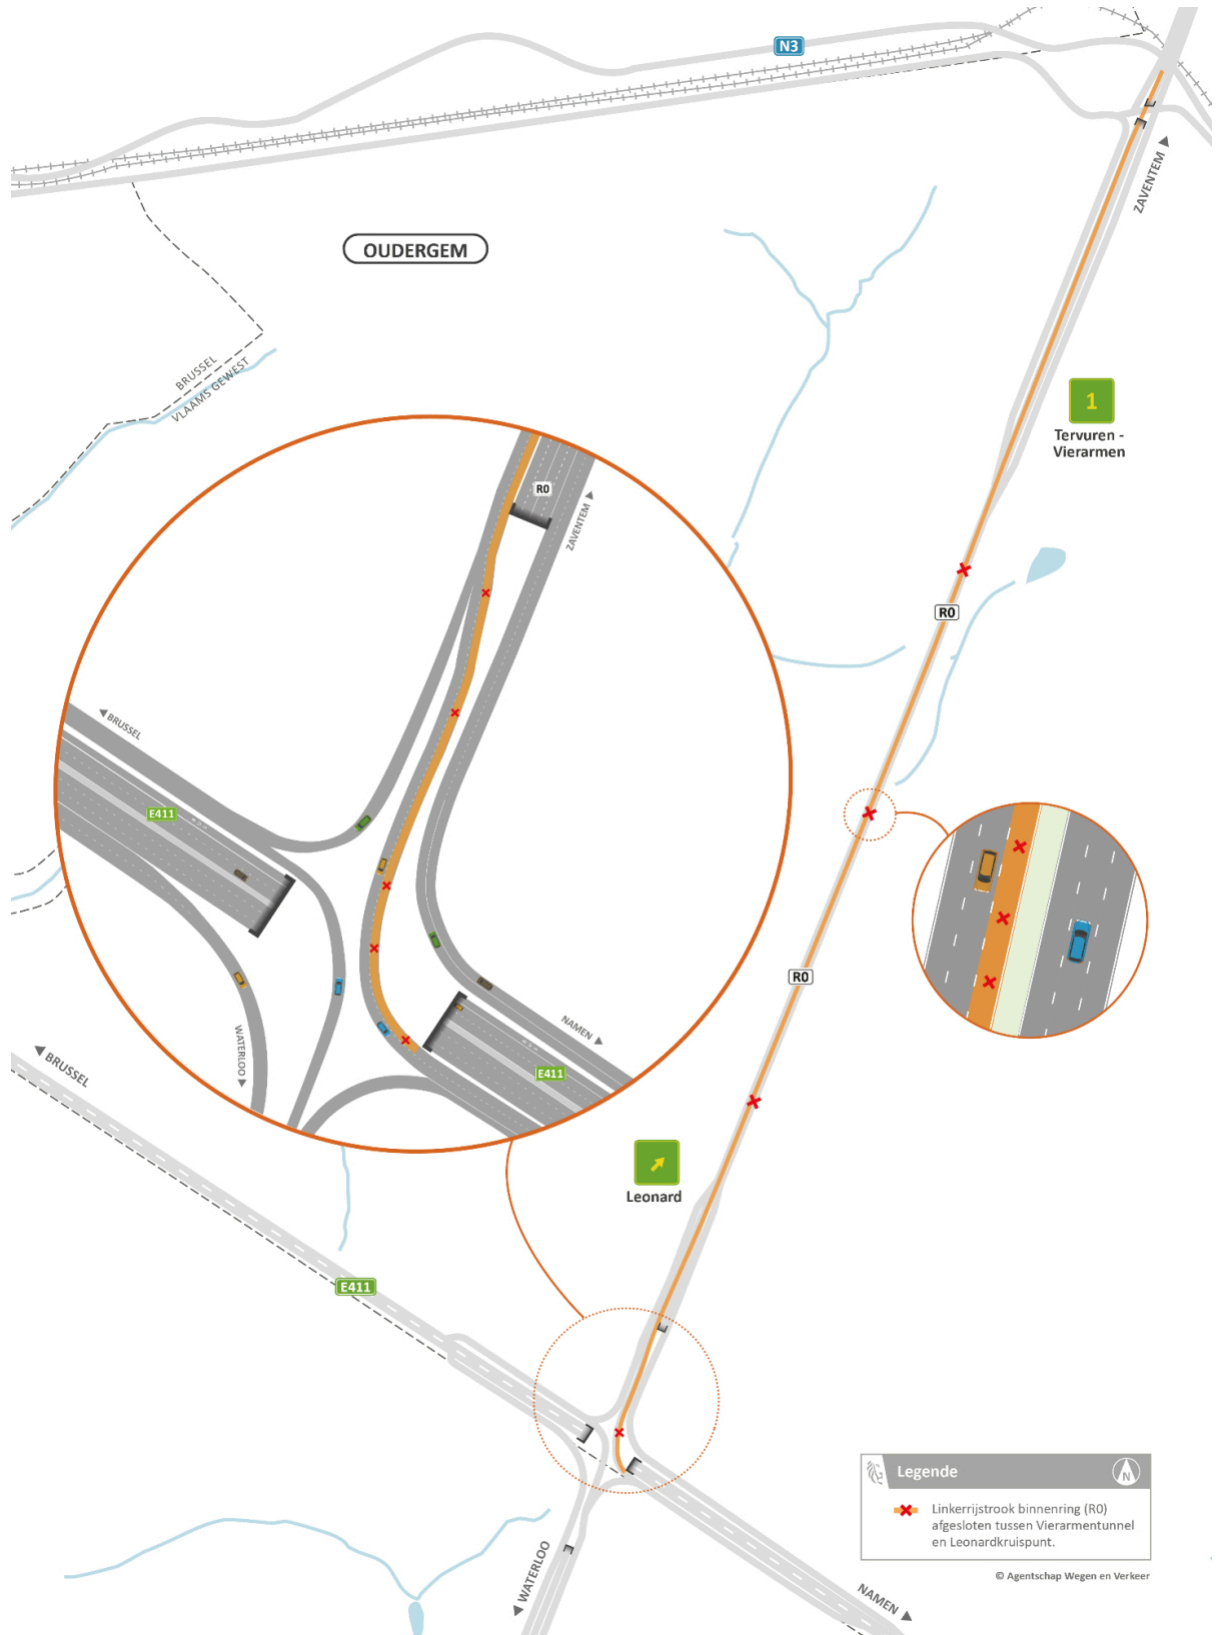 N3
ZAVENTEM
OUDERGEM
BRUSSEL
VLAAMS GEWEST
1
Tervuren -
Vierarmen
R0
ZAVENTEM
R0
BRUSSEL
E411
WATERLOO
NAMEN
E411
R0
BRUSSEL
Leonard
E411
WATERLOO
NAMEN
Legende
N
Linkerrijstrook binnenring (R0)
afgesloten tussen Vierarmentunnel
en Leonardkruispunt.
© Agentschap Wegen en Verkeer